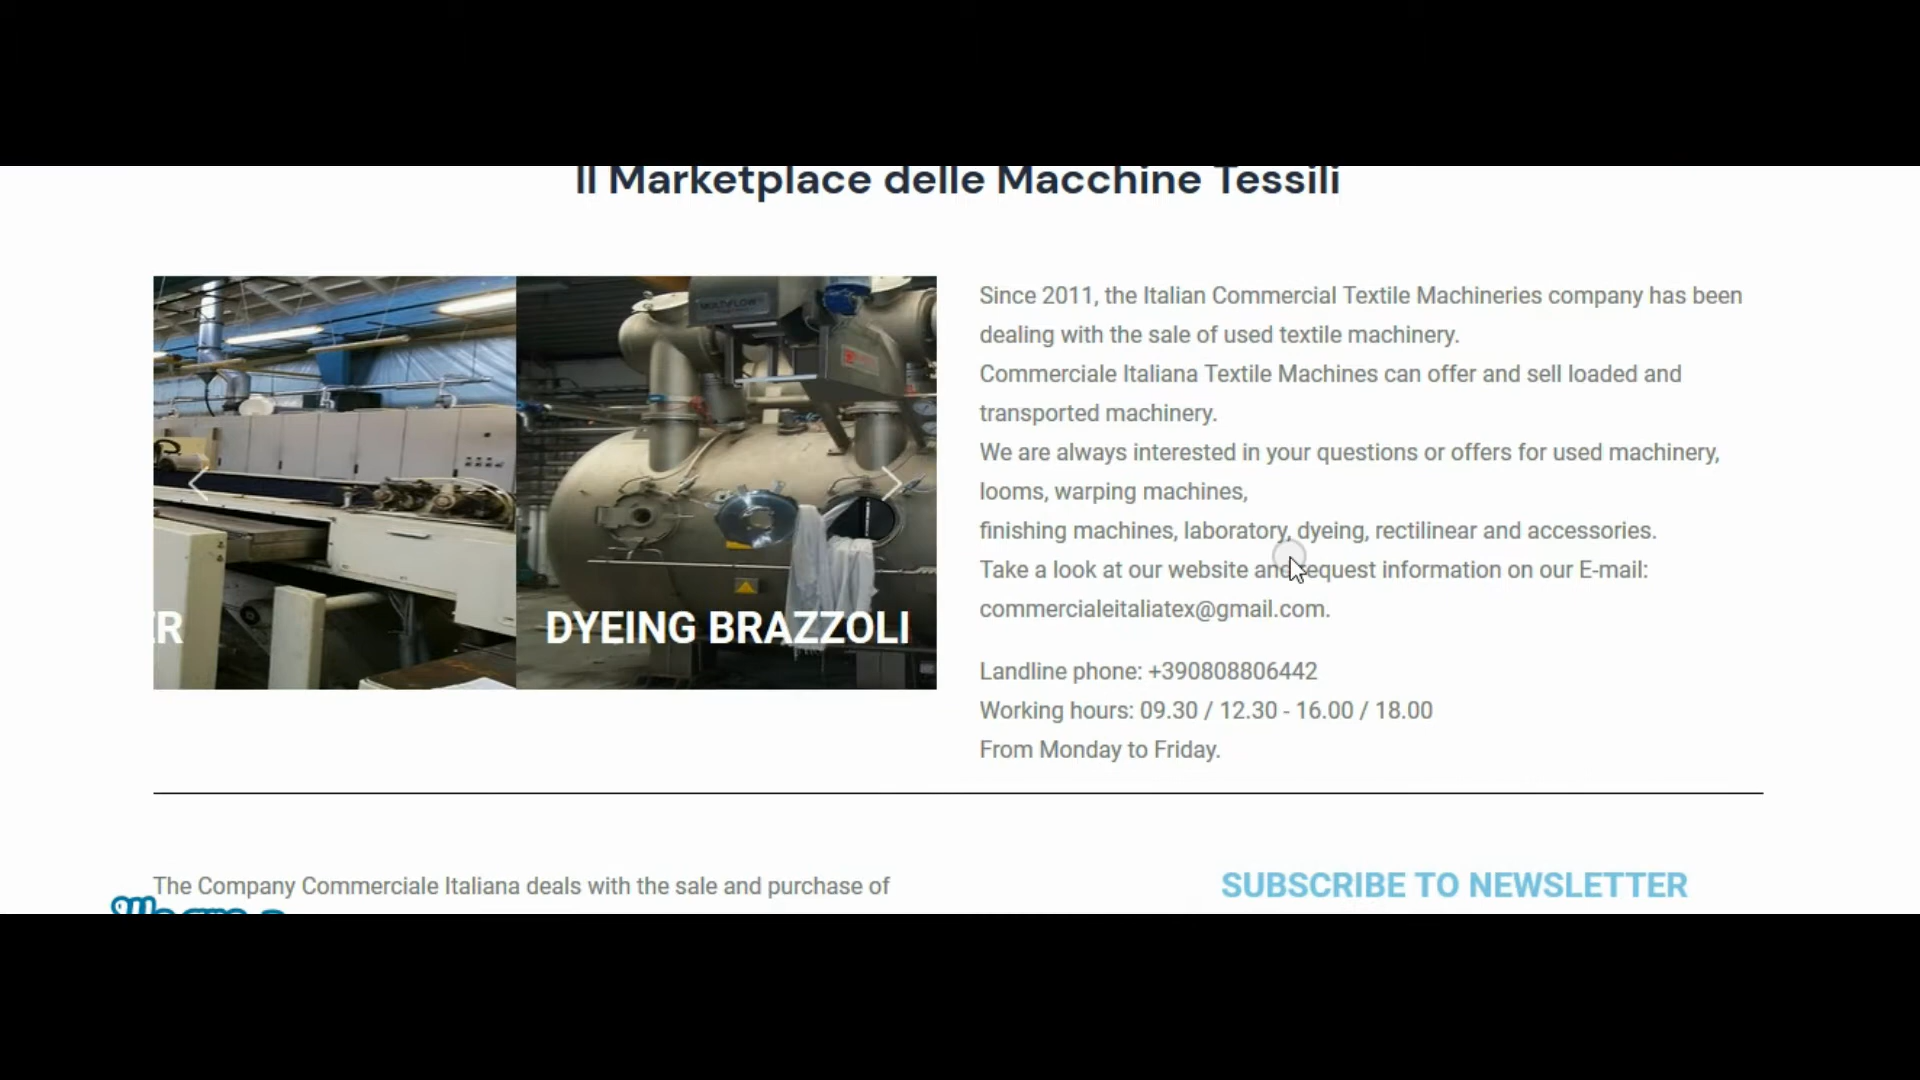 Il Marketplace delle Macchine Tessili
MULTIFLOW
ER
DYEING BRAZZOLI
Since 2011, the Italian Commercial Textile Machineries company has been
dealing with the sale of used textile machinery.
Commerciale Italiana Textile Machines can offer and sell loaded and
transported machinery.
We are always interested in your questions or offers for used machinery,
looms, warping machines,
finishing machines, laboratory, dyeing, rectilinear and accessories.
Take a look at our website and request information on our E-mail:
commercialeitaliatex@gmail.com.
Landline phone: +390808806442
Working hours: 09.30 / 12.30 - 16.00 / 18.00
From Monday to Friday.
The Company Commerciale Italiana deals with the sale and purchase of
SUBSCRIBE TO NEWSLETTER